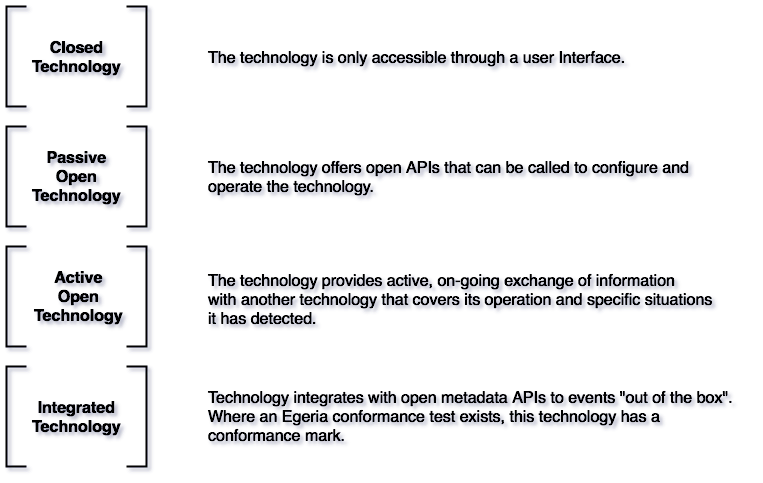 Closed
Technology
The technology is only accessible through a user Interface.
Passive
Open
Technology
The technology offers open APIs that can be called to configure and
operate the technology.
Active
Open
Technology
The technology provides active, on-going exchange of information
with another technology that covers its operation and specific situations
it has detected.
Integrated
Technology
Technology integrates with open metadata APIs to events "out of the box".
Where an Egeria conformance test exists, this technology has a
conformance mark.